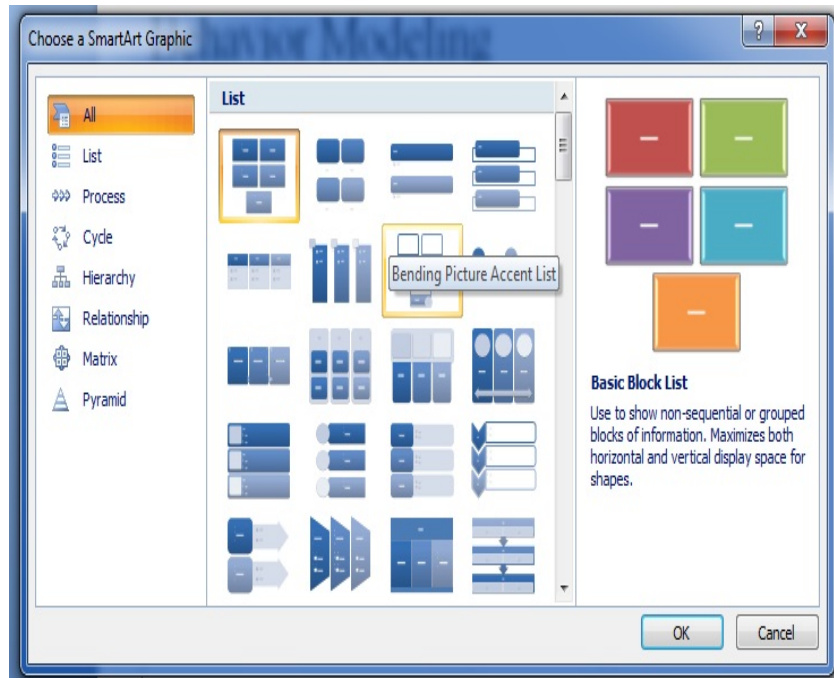 Behavior Modeling
Choose a SmartArt Graphic
All
List
Process
Cycle
Hierarchy
Relationship
Matrix
Pyramid
List
Bending Picture Accent List
Basic Block List
Use to show non-sequential or grouped
blocks of information. Maximizes both
horizontal and vertical display space for
shapes.
OK
Cancel